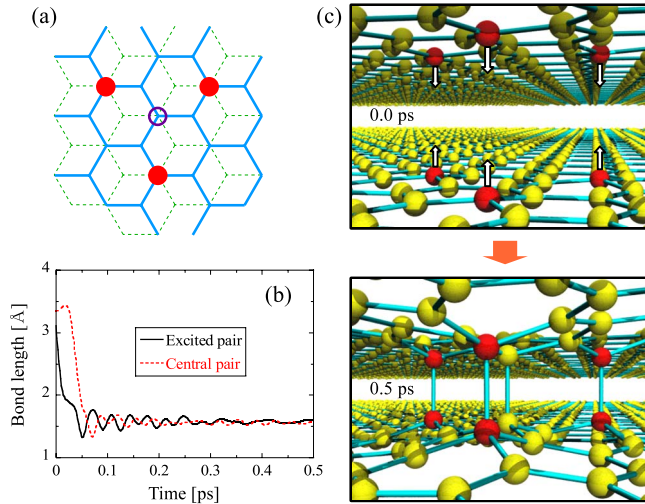 (a)
(b)
Bond length [Å]
4
3
2
1
Excited pair
Central pair
0
0.1
0.2
0.3
0.4
0.5
Time [ps]
(c)
0.0 ps
0.5 ps